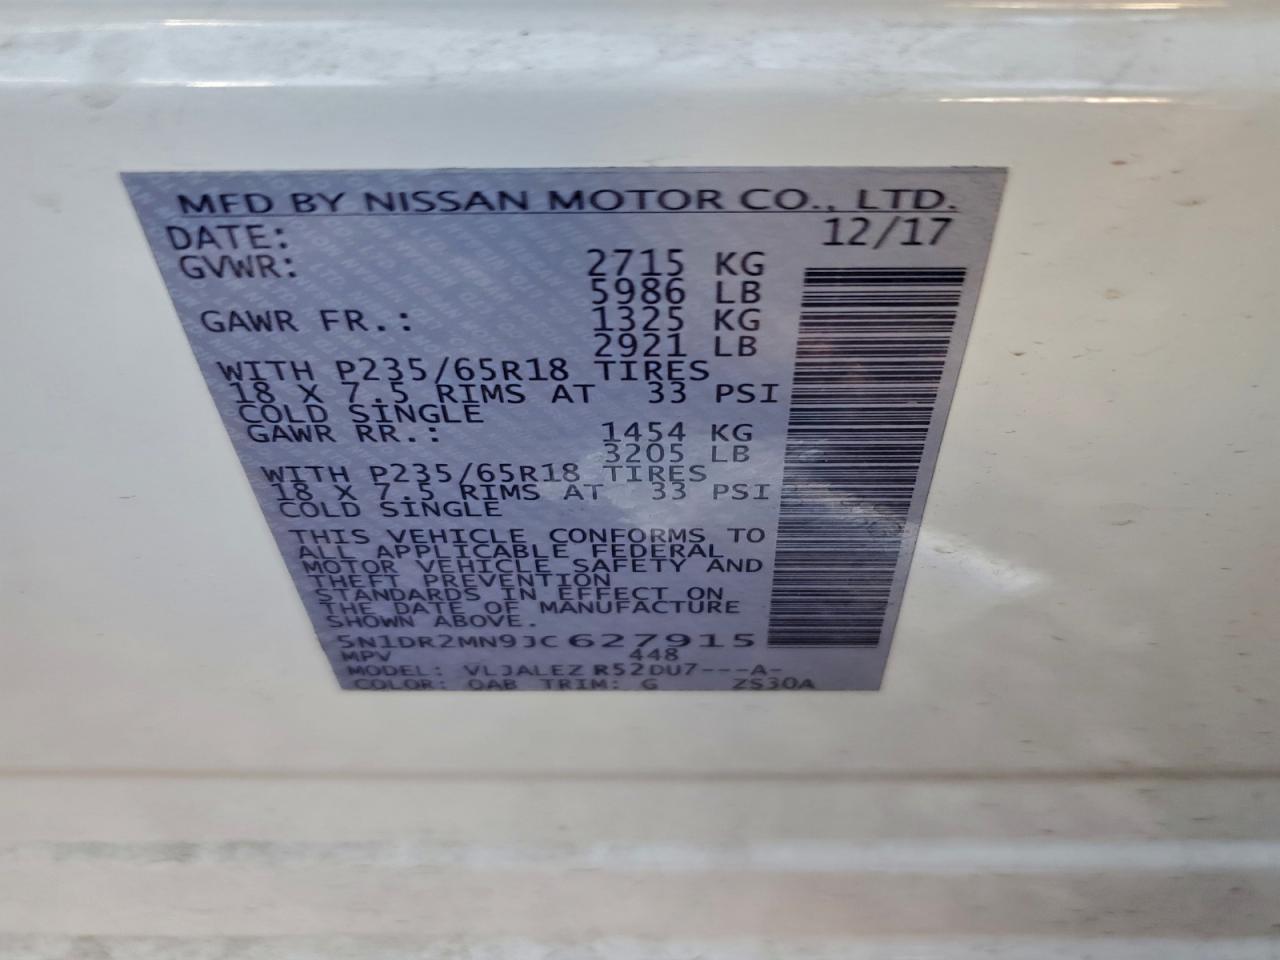 MFD BY NISSAN MOTOR CO., LTD.
DATE: 12/17
GVWR: 2715 KG
5986 LB
GAWR FR.: 1325 KG
2921 LB
WITH P235/65R18 TIRES
18 X 7.5 RIMS AT 33 PSI
COLD SINGLE
GAWR RR.: 1454 KG
3205 LB
WITH P235/65R18 TIRES
18 X 7.5 RIMS AT 33 PSI
COLD SINGLE
THIS VEHICLE CONFORMS TO
ALL APPLICABLE FEDERAL
MOTOR VEHICLE SAFETY AND
THEFT PREVENTION
STANDARDS IN EFFECT ON
THE DATE OF MANUFACTURE
SHOWN ABOVE.
5N1DR2MN9JC627915
MPV 448
MODEL: VLJALEZ R52DU7---A-
COLOR: QAB TRIM: G ZS30A